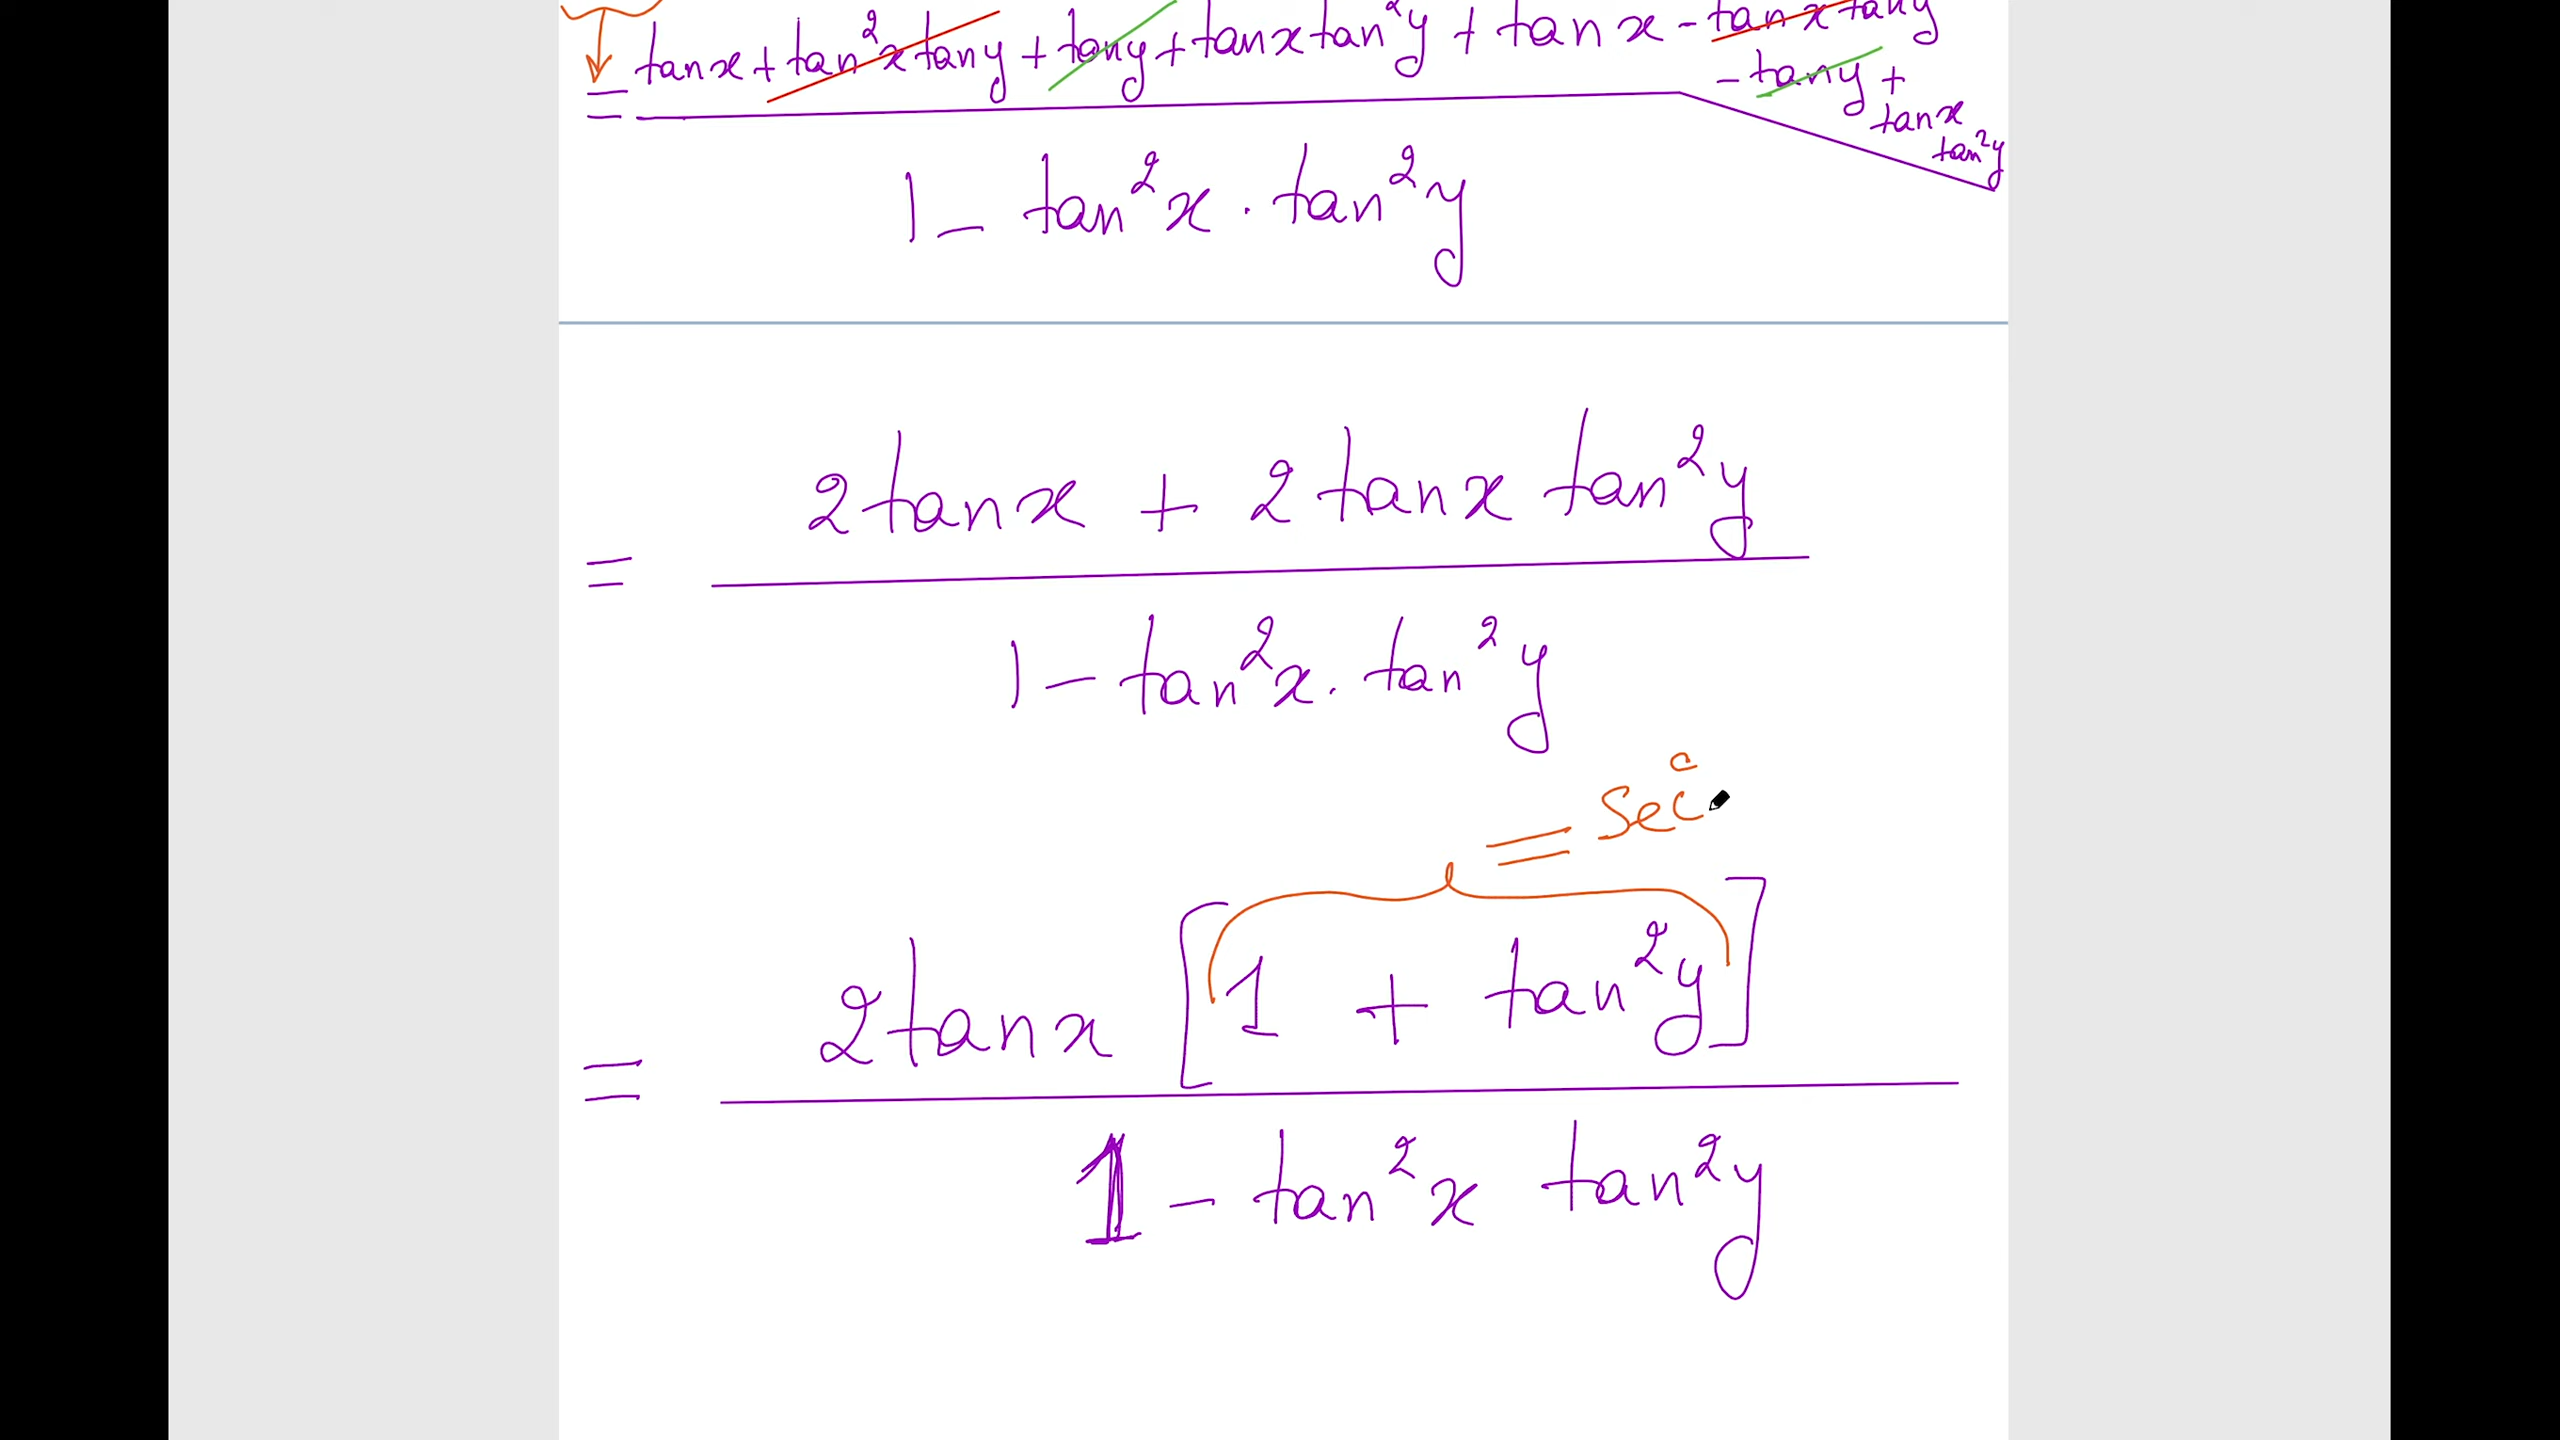 tanx + tan²x tany + tany + tanx tan²y + tanx - tanx tany
- tany +
tanx
tan²y
=
1 - tan²x . tan²y
2tanx + 2tanx tan²y
=
1 - tan²x . tan²y
= sec
2tanx [1 + tan²y]
=
1 - tan²x tan²y